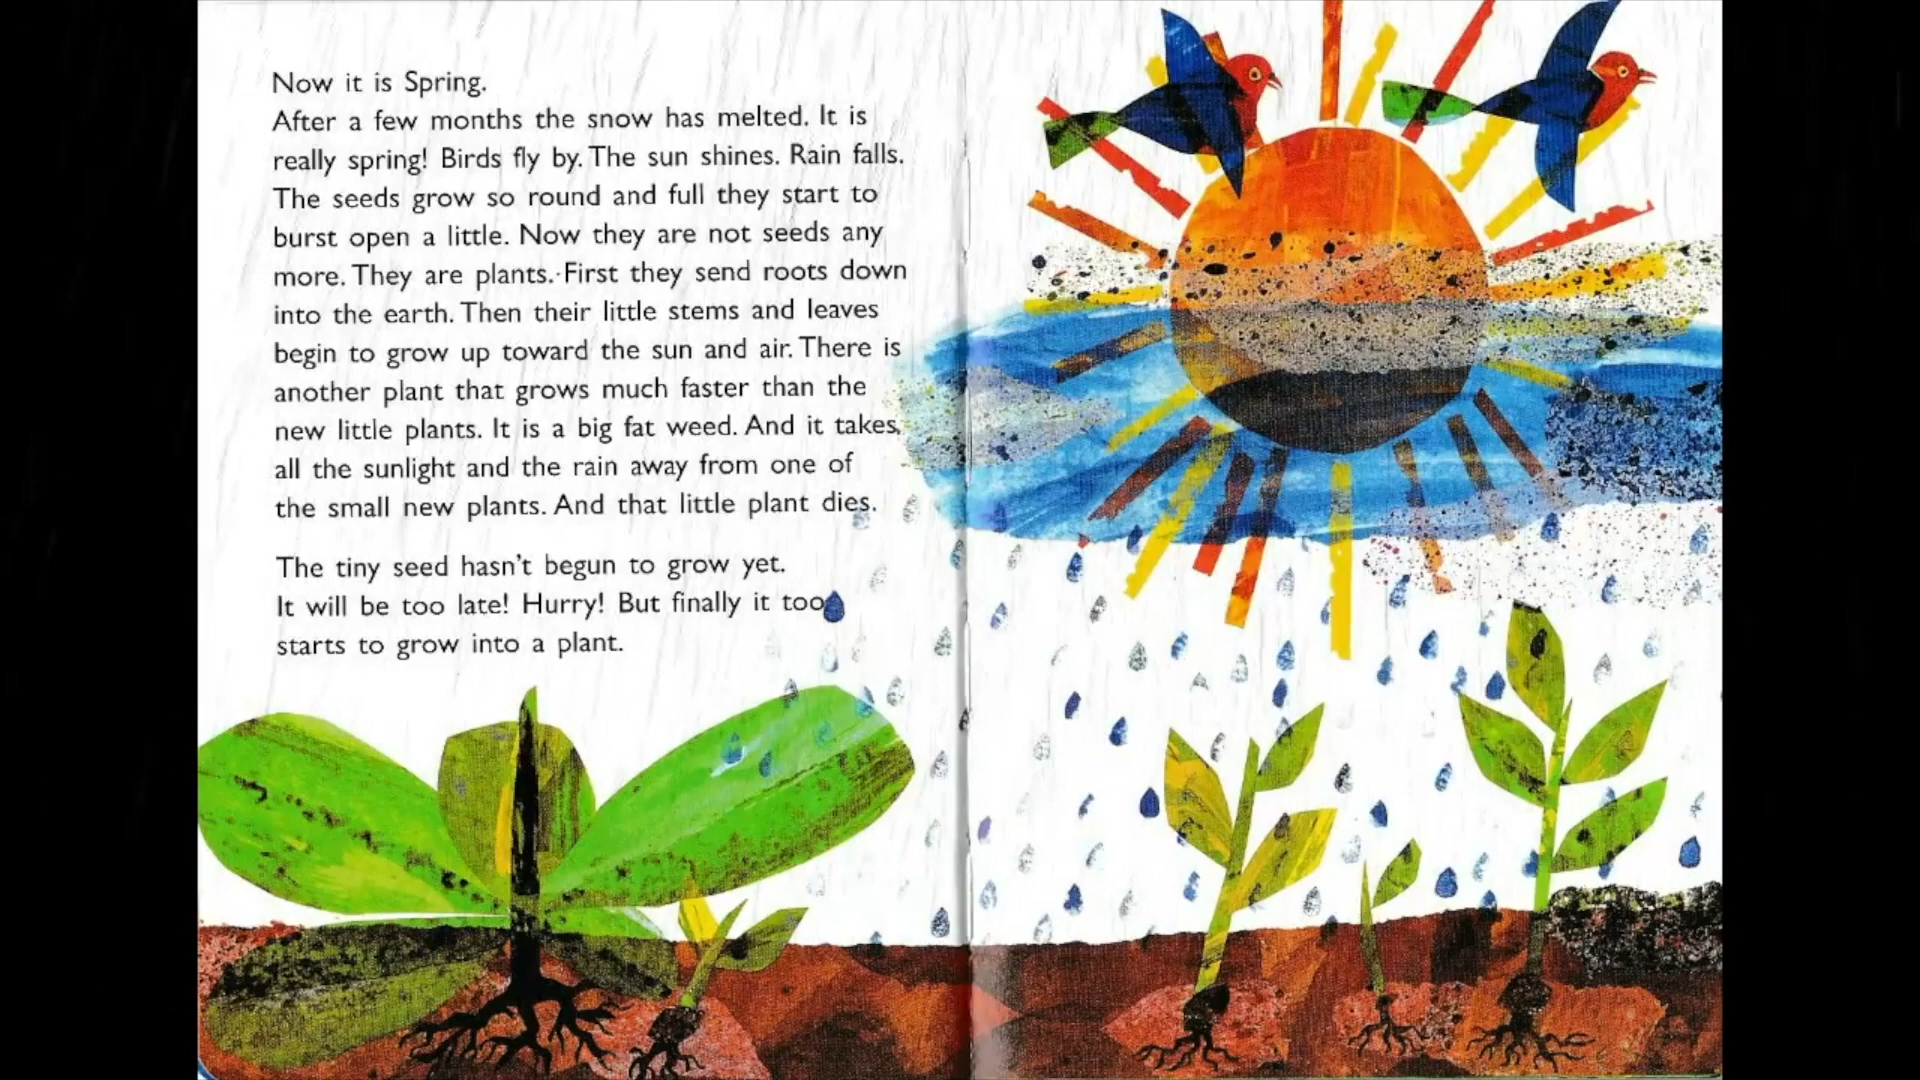 Now it is Spring.
After a few months the snow has melted. It is
really spring! Birds fly by. The sun shines. Rain falls.
The seeds grow so round and full they start to
burst open a little. Now they are not seeds any
more. They are plants. First they send roots down
into the earth. Then their little stems and leaves
begin to grow up toward the sun and air. There is
another plant that grows much faster than the
new little plants. It is a big fat weed. And it takes
all the sunlight and the rain away from one of
the small new plants. And that little plant dies.
The tiny seed hasn't begun to grow yet.
It will be too late! Hurry! But finally it too
starts to grow into a plant.